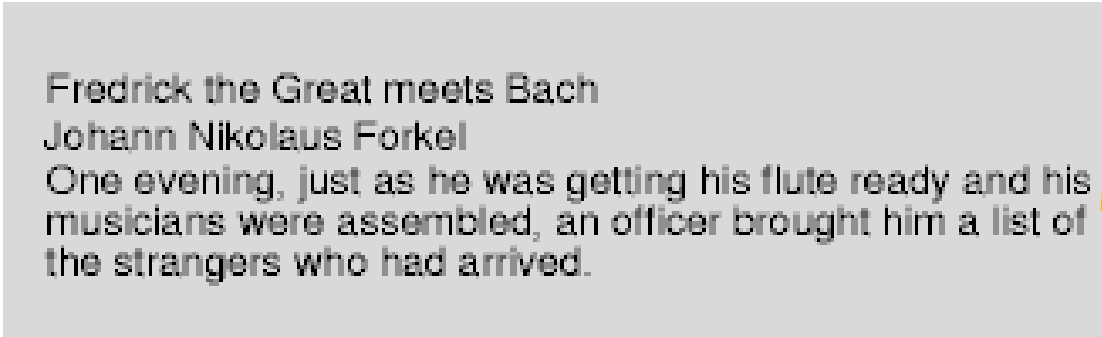 Fredrick the Great meets Bach
Johann Nikolaus Forkel
One evening, just as he was getting his flute ready and his
musicians were assembled, an officer brought him a list of
the strangers who had arrived.